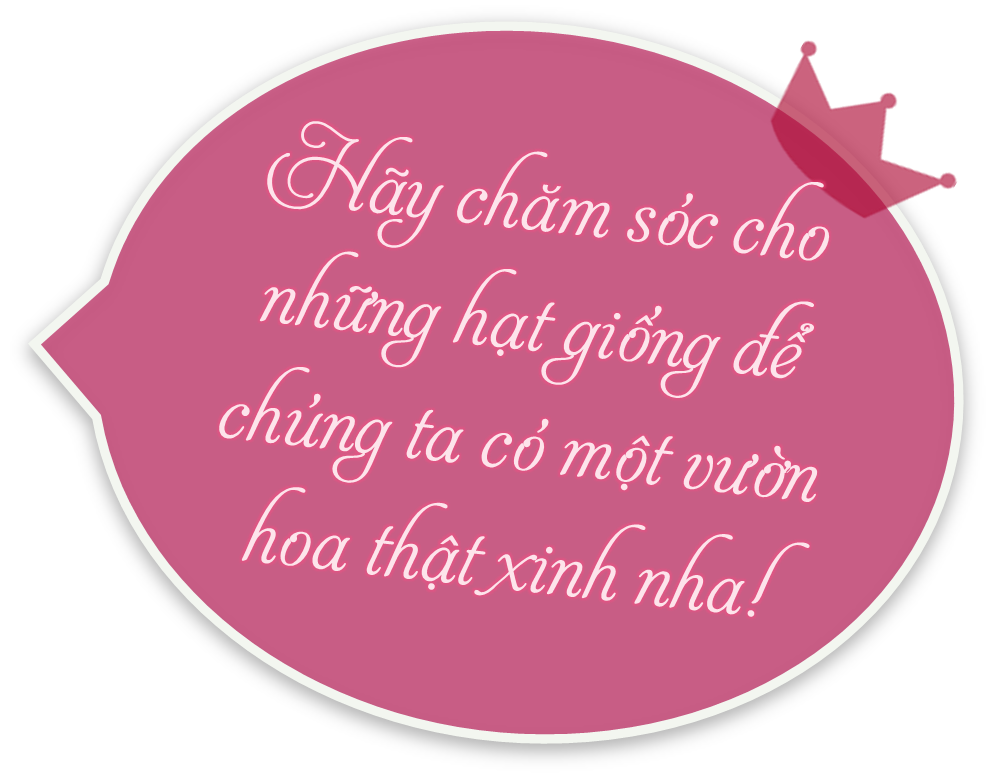 Hãy chăm sóc cho
những hạt giống để
chúng ta có một vườn
hoa thật xinh nha!